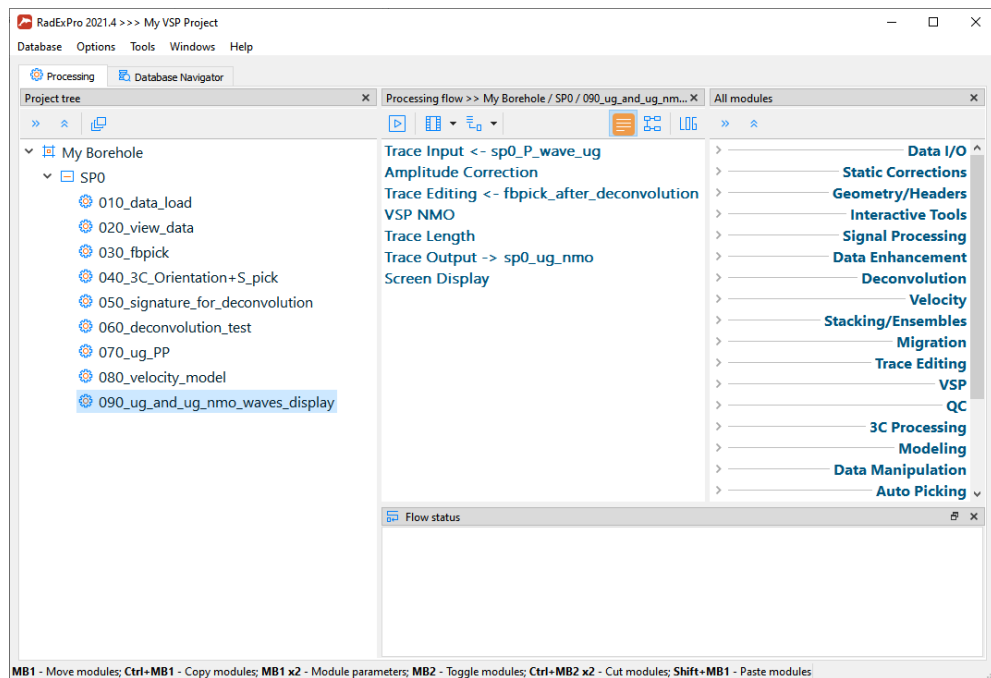 RadExPro 2021.4 >>> My VSP Project
Database Options Tools Windows Help
Processing Database Navigator
Project tree
My Borehole
SP0
010_data_load
020_view_data
030_fbpick
040_3C_Orientation+S_pick
050_signature_for_deconvolution
060_deconvolution_test
070_ug_PP
080_velocity_model
090_ug_and_ug_nmo_waves_display
Processing flow >> My Borehole / SP0 / 090_ug_and_ug_nm...
LOG
Trace Input <- sp0_P_wave_ug
Amplitude Correction
Trace Editing <- fbpick_after_deconvolution
VSP NMO
Trace Length
Trace Output -> sp0_ug_nmo
Screen Display
All modules
Data I/O
Static Corrections
Geometry/Headers
Interactive Tools
Signal Processing
Data Enhancement
Deconvolution
Velocity
Stacking/Ensembles
Migration
Trace Editing
VSP
QC
3C Processing
Modeling
Data Manipulation
Auto Picking
Flow status
MB1 - Move modules; Ctrl+MB1 - Copy modules; MB1 x2 - Module parameters; MB2 - Toggle modules; Ctrl+MB2 x2 - Cut modules; Shift+MB1 - Paste modules